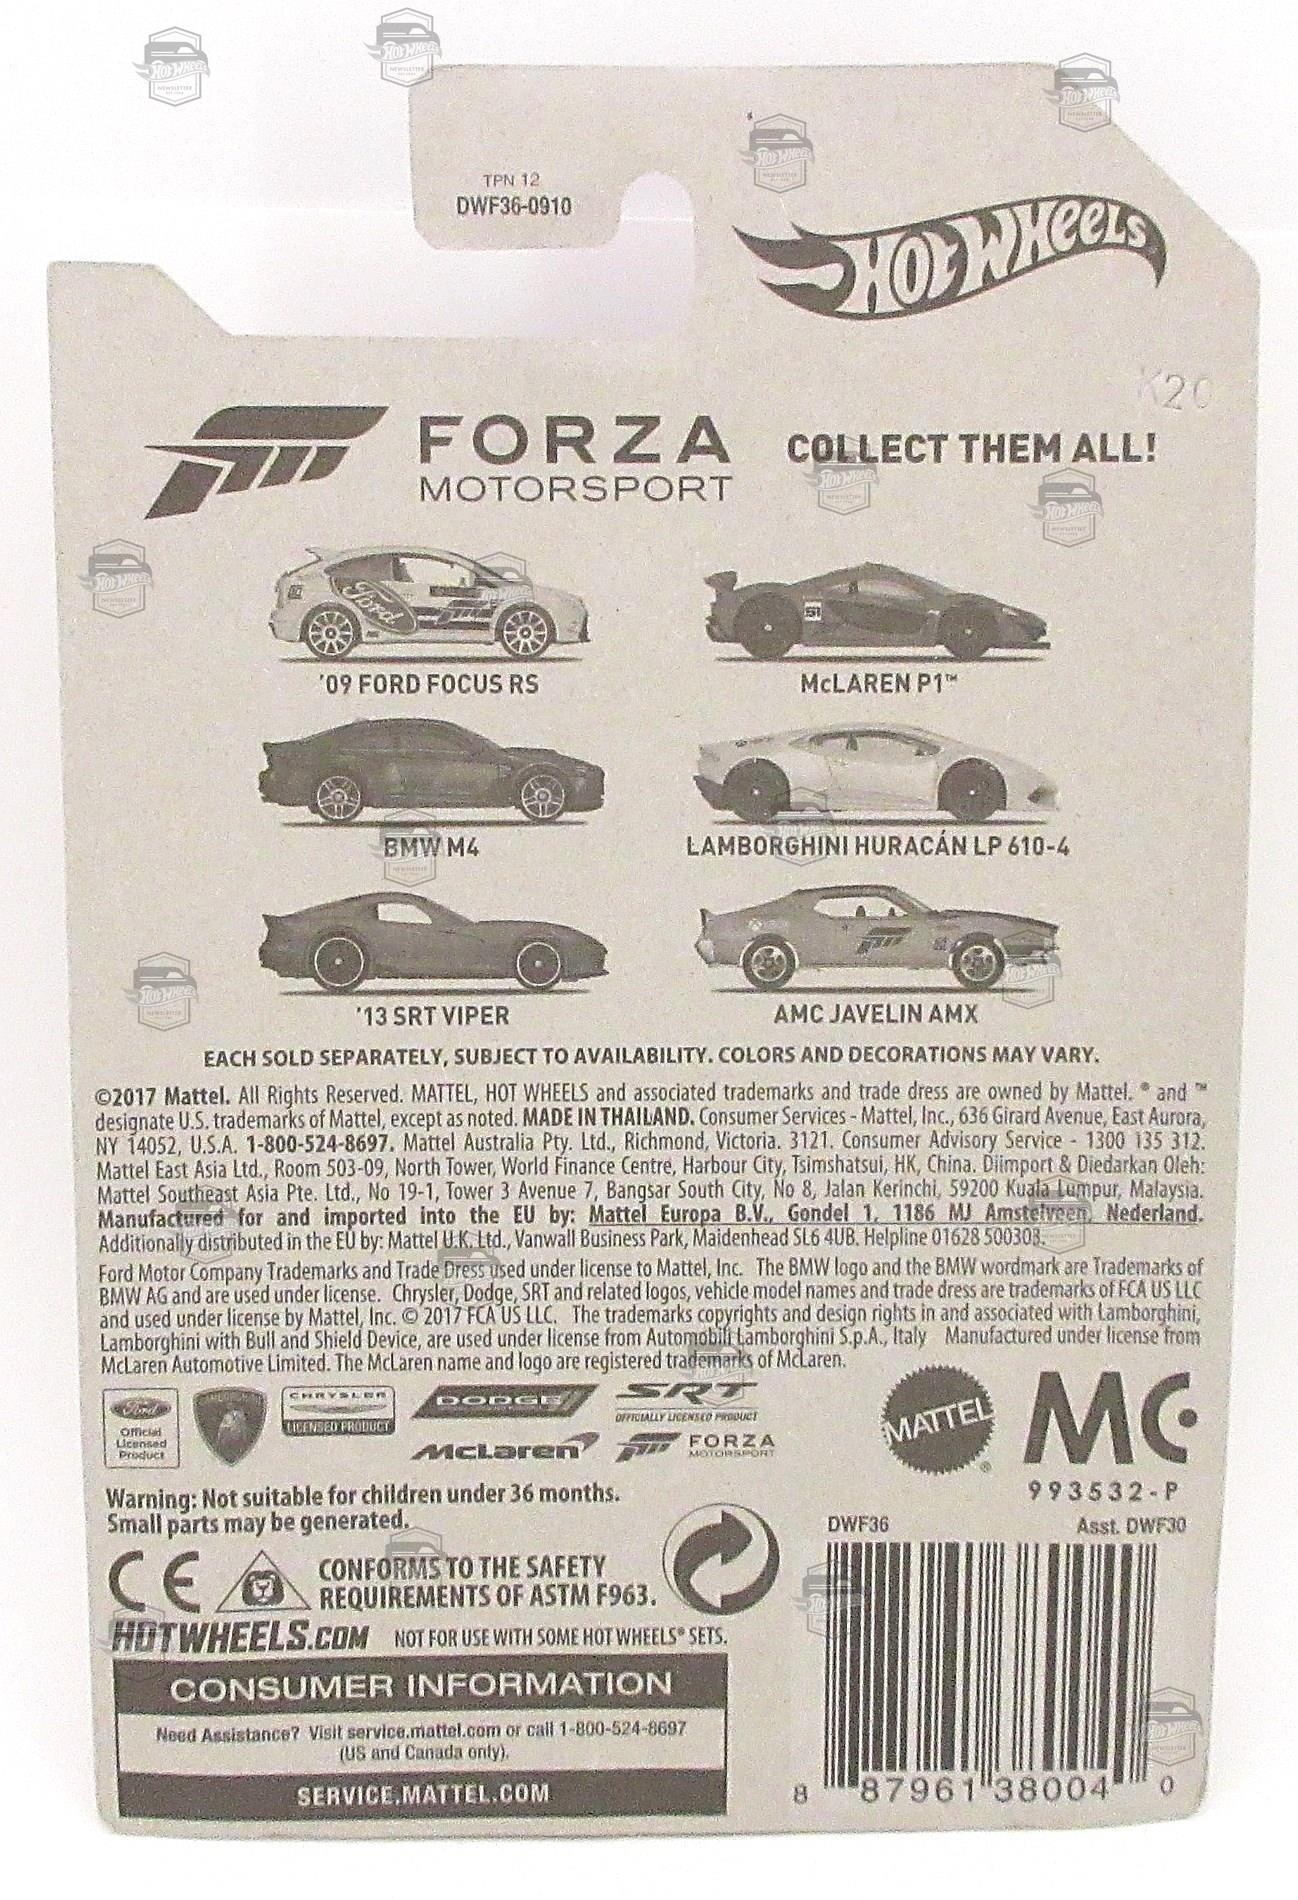 TPN 12
DWF36-0910
HOT WHEELS
K20
FORZA
MOTORSPORT
COLLECT THEM ALL!
Ford
51
'09 FORD FOCUS RS
McLAREN P1™
BMW M4
LAMBORGHINI HURACÁN LP 610-4
'13 SRT VIPER
AMC JAVELIN AMX
EACH SOLD SEPARATELY, SUBJECT TO AVAILABILITY. COLORS AND DECORATIONS MAY VARY.
©2017 Mattel. All Rights Reserved. MATTEL, HOT WHEELS and associated trademarks and trade dress are owned by Mattel. ® and ™
designate U.S. trademarks of Mattel, except as noted. MADE IN THAILAND. Consumer Services - Mattel, Inc., 636 Girard Avenue, East Aurora,
NY 14052, U.S.A. 1-800-524-8697. Mattel Australia Pty. Ltd., Richmond, Victoria. 3121. Consumer Advisory Service - 1300 135 312.
Mattel East Asia Ltd., Room 503-09, North Tower, World Finance Centre, Harbour City, Tsimshatsui, HK, China. Diimport & Diedarkan Oleh:
Mattel Southeast Asia Pte. Ltd., No 19-1, Tower 3 Avenue 7, Bangsar South City, No 8, Jalan Kerinchi, 59200 Kuala Lumpur, Malaysia.
Manufactured for and imported into the EU by: Mattel Europa B.V., Gondel 1, 1186 MJ Amstelveen, Nederland.
Additionally distributed in the EU by: Mattel U.K. Ltd., Vanwall Business Park, Maidenhead SL6 4UB. Helpline 01628 500303.
Ford Motor Company Trademarks and Trade Dress used under license to Mattel, Inc. The BMW logo and the BMW wordmark are Trademarks of
BMW AG and are used under license. Chrysler, Dodge, SRT and related logos, vehicle model names and trade dress are trademarks of FCA US LLC
and used under license by Mattel, Inc. © 2017 FCA US LLC. The trademarks copyrights and design rights in and associated with Lamborghini,
Lamborghini with Bull and Shield Device, are used under license from Automobili Lamborghini S.p.A., Italy Manufactured under license from
McLaren Automotive Limited. The McLaren name and logo are registered trademarks of McLaren.
Ford
Official
Licensed
Product
LAMBORGHINI
CHRYSLER
LICENSED PRODUCT
DODGE
SRT
OFFICIALLY LICENSED PRODUCT
McLaren
FORZA
MOTORSPORT
MATTEL
®
MC
993532-P
Warning: Not suitable for children under 36 months.
Small parts may be generated.
DWF36
Asst. DWF30
CE
CONFORMS TO THE SAFETY
REQUIREMENTS OF ASTM F963.
HOTWHEELS.COM
NOT FOR USE WITH SOME HOT WHEELS® SETS.
CONSUMER INFORMATION
Need Assistance? Visit service.mattel.com or call 1-800-524-8697
(US and Canada only).
SERVICE.MATTEL.COM
8 87961 38004 0